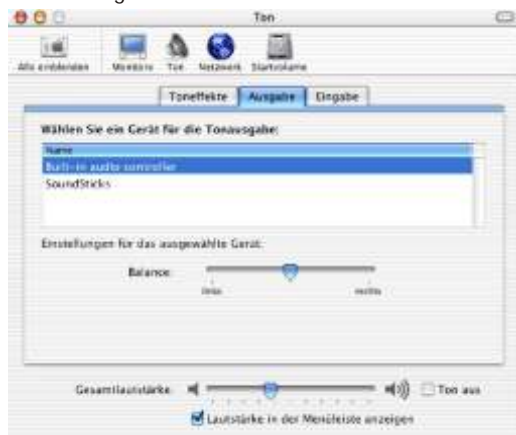 Ton
Alle einblenden Monitore Ton Netzwerk Startvolume
Toneffekte Ausgabe Eingabe
Wählen Sie ein Gerät für die Tonausgabe:
Name
Built-in audio controller
SoundSticks
Einstellungen für das ausgewählte Gerät:
Balance:
links rechts
Gesamtlautstärke: Ton aus
Lautstärke in der Menüleiste anzeigen